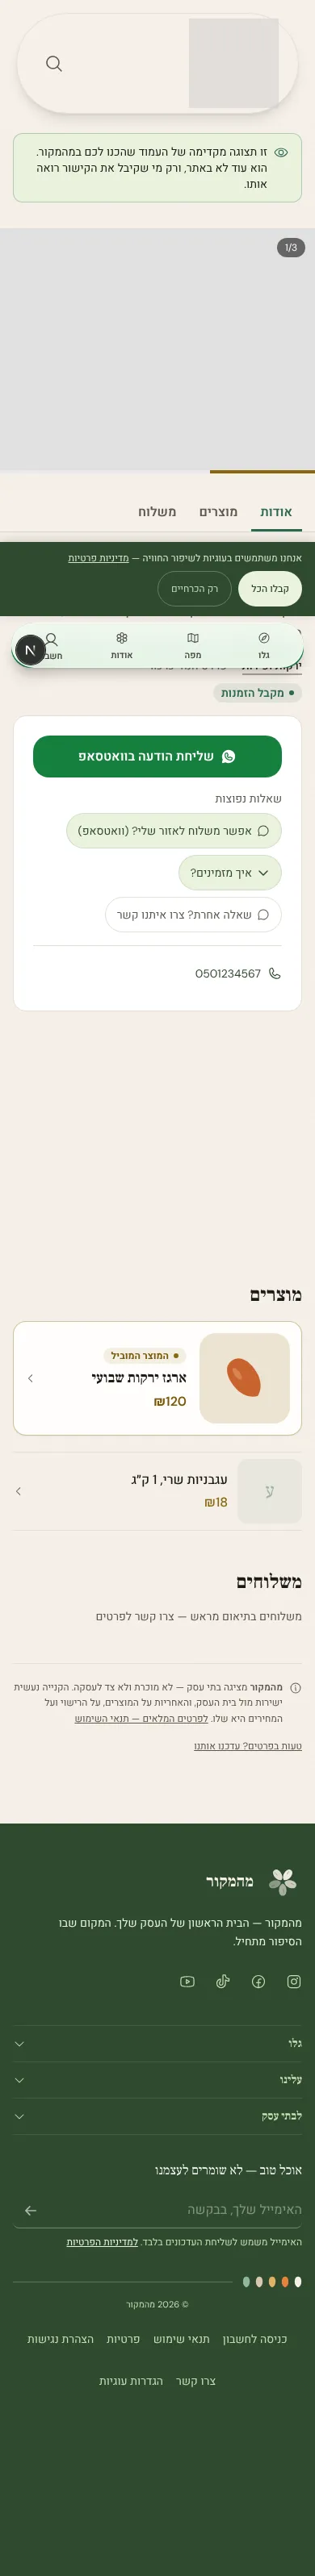 זו תצוגה מקדימה של העמוד שהכנו לכם במהמקור.
הוא עוד לא באתר, ורק מי שקיבל את הקישור רואה
אותו.
1/3
אודות
מוצרים
משלוח
אנחנו משתמשים בעוגיות לשיפור החוויה — מדיניות פרטיות
קבלו הכל
רק הכרחיים
גלו
מפה
אודות
N
מקבל הזמנות
שליחת הודעה בוואטסאפ
שאלות נפוצות
אפשר משלוח לאזור שלי? (וואטסאפ)
איך מזמינים?
שאלה אחרת? צרו איתנו קשר
0501234567
מוצרים
המוצר המוביל
ארגז ירקות שבועי
₪120
ע
עגבניות שרי, 1 ק״ג
₪18
משלוחים
משלוחים בתיאום מראש — צרו קשר לפרטים
מהמקור מציגה בתי עסק — לא מוכרת ולא צד לעסקה. הקנייה נעשית
ישירות מול בית העסק, והאחריות על המוצרים, על הרישוי ועל
המחירים היא שלו. לפרטים המלאים — תנאי השימוש
טעות בפרטים? עדכנו אותנו
מהמקור
מהמקור — הבית הראשון של העסק שלך. המקום שבו
הסיפור מתחיל.
גלו
עלינו
לבתי עסק
אוכל טוב — לא שומרים לעצמנו
האימייל שלך, בבקשה
האימייל משמש לשליחת העדכונים בלבד. למדיניות הפרטיות
© 2026 מהמקור
כניסה לחשבון
תנאי שימוש
פרטיות
הצהרת נגישות
צרו קשר
הגדרות עוגיות